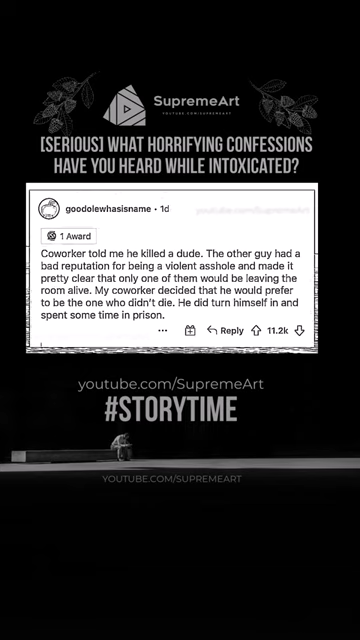 SupremeArt
YOUTUBE.COM/SUPREMEART
[SERIOUS] WHAT HORRIFYING CONFESSIONS
HAVE YOU HEARD WHILE INTOXICATED?
goodolewhasisname • 1d
youtube.com/SupremeArt
1 Award
Coworker told me he killed a dude. The other guy had a
bad reputation for being a violent asshole and made it
pretty clear that only one of them would be leaving the
room alive. My coworker decided that he would prefer
to be the one who didn't die. He did turn himself in and
spent some time in prison.
Reply 11.2k
youtube.com/SupremeArt
#STORYTIME
YOUTUBE.COM/SUPREMEART